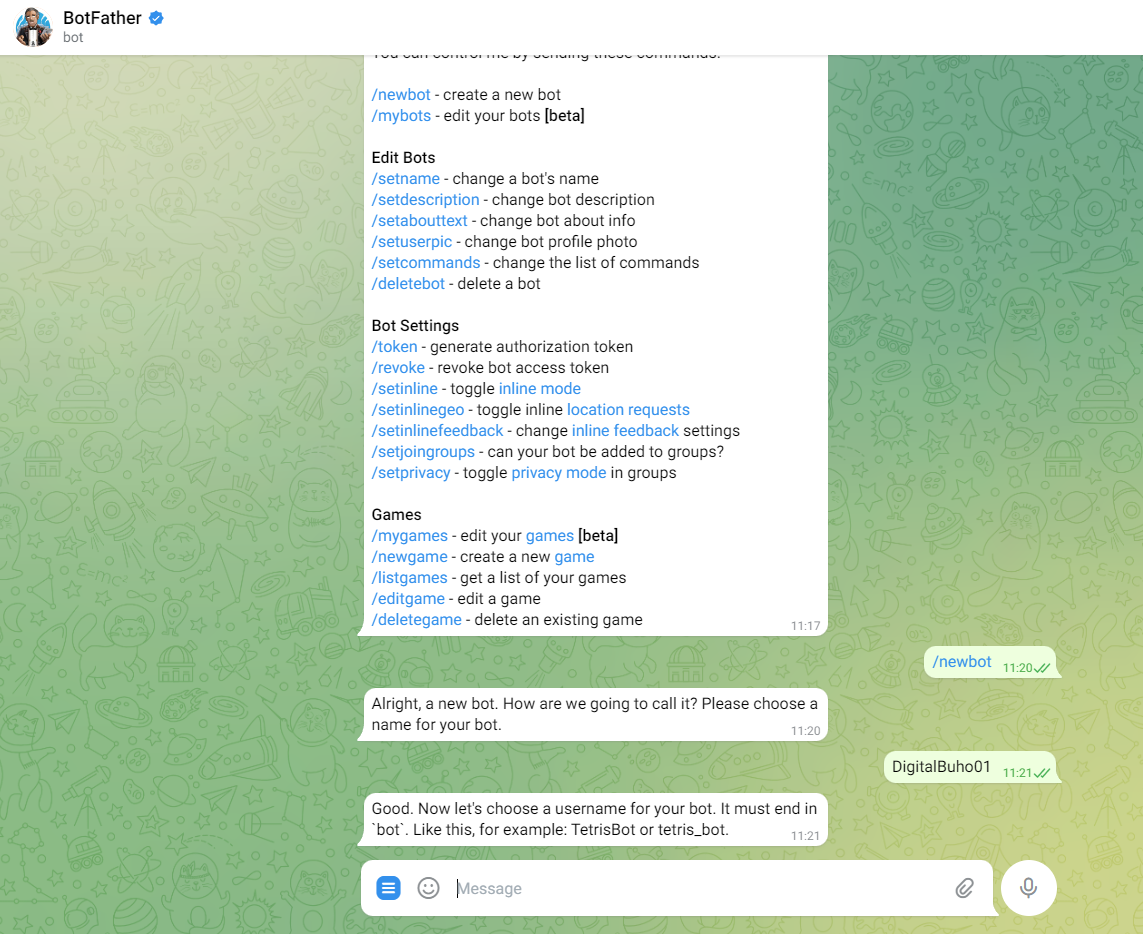 BotFather
bot
You can control me by sending these commands:
/newbot - create a new bot
/mybots - edit your bots [beta]
Edit Bots
/setname - change a bot's name
/setdescription - change bot description
/setabouttext - change bot about info
/setuserpic - change bot profile photo
/setcommands - change the list of commands
/deletebot - delete a bot
Bot Settings
/token - generate authorization token
/revoke - revoke bot access token
/setinline - toggle inline mode
/setinlinegeo - toggle inline location requests
/setinlinefeedback - change inline feedback settings
/setjoingroups - can your bot be added to groups?
/setprivacy - toggle privacy mode in groups
Games
/mygames - edit your games [beta]
/newgame - create a new game
/listgames - get a list of your games
/editgame - edit a game
/deletegame - delete an existing game
11:17
/newbot 11:20
Alright, a new bot. How are we going to call it? Please choose a
name for your bot.
11:20
DigitalBuho01 11:21
Good. Now let's choose a username for your bot. It must end in
`bot`. Like this, for example: TetrisBot or tetris_bot.
11:21
Message